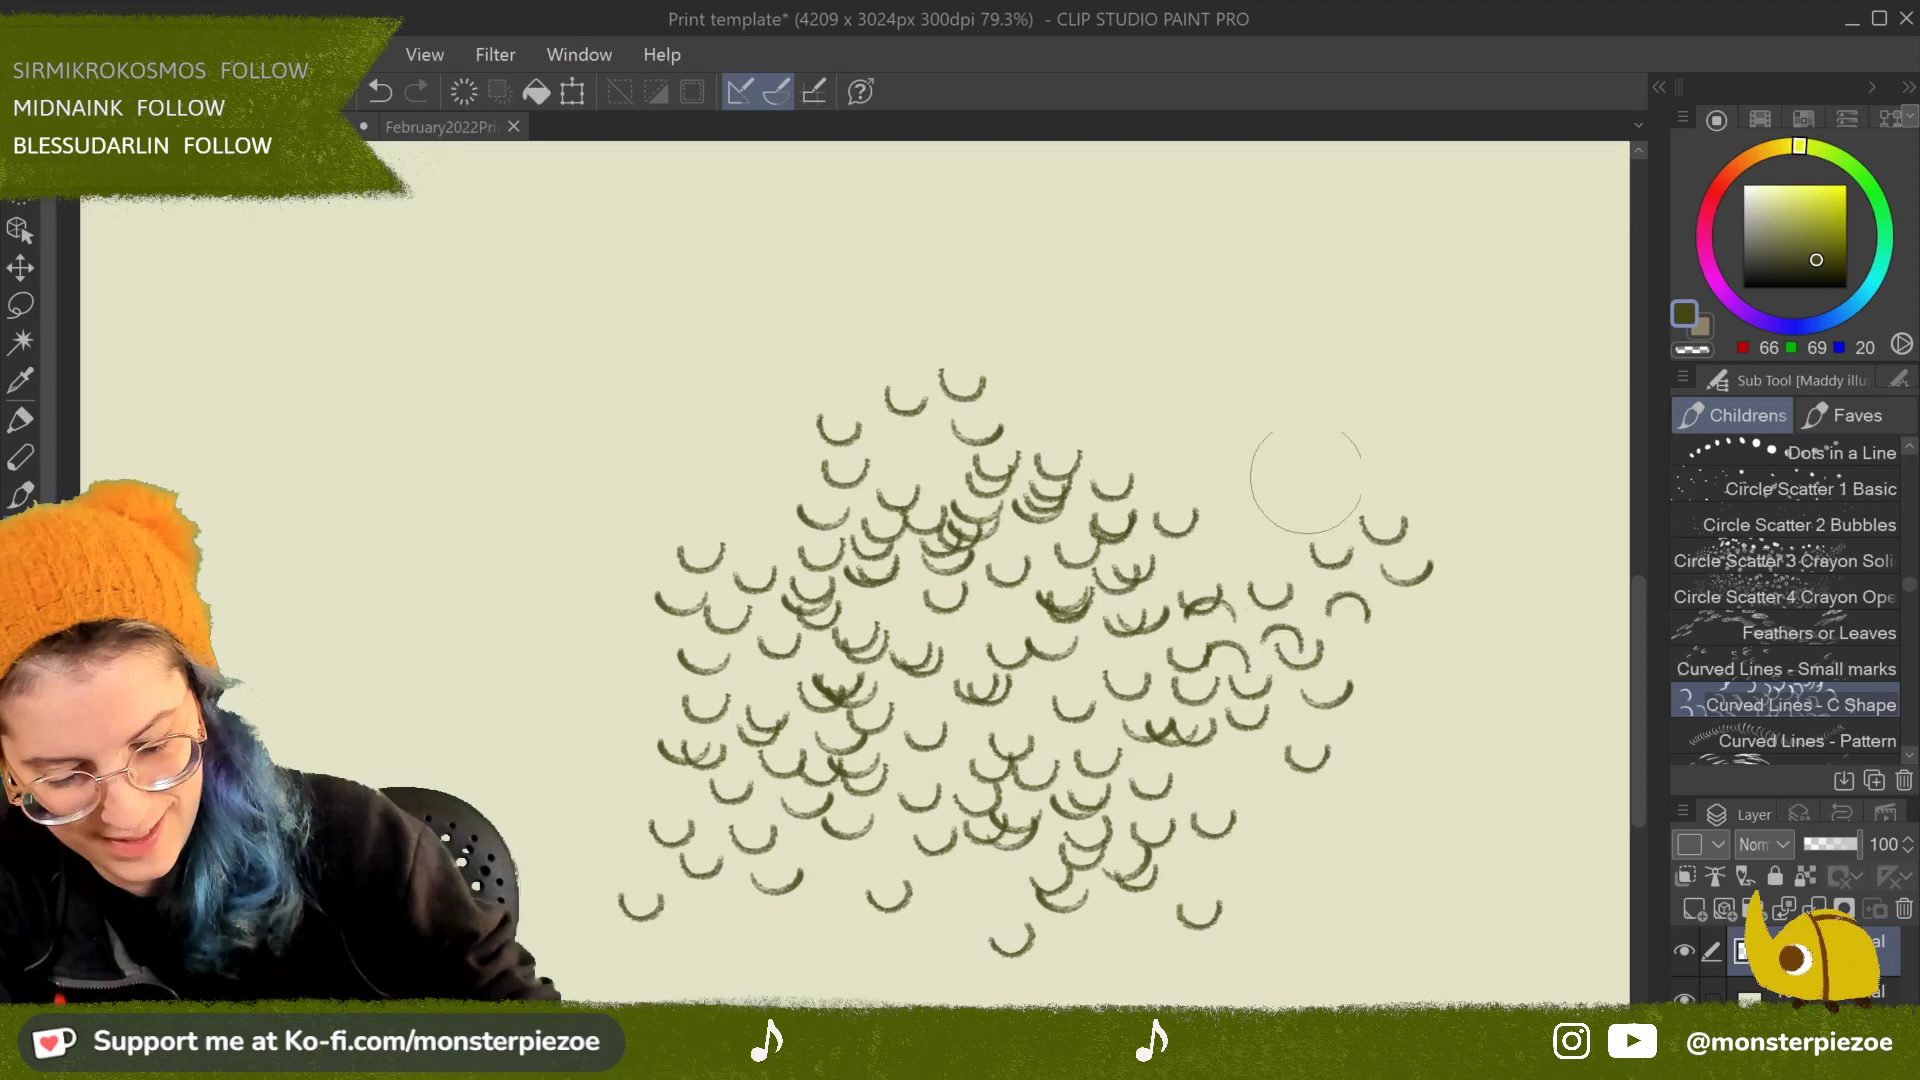 Print template* (4209 x 3024px 300dpi 79.3%) - CLIP STUDIO PAINT PRO
SIRMIKROKOSMOS FOLLOW
MIDNAINK FOLLOW
BLESSUDARLIN FOLLOW
View Filter Window Help
February2022Pri
66 69 20
Sub Tool [Maddy illu
Childrens Faves
Dots in a Line
Circle Scatter 1 Basic
Circle Scatter 2 Bubbles
Circle Scatter 3 Crayon Soli
Circle Scatter 4 Crayon Ope
Feathers or Leaves
Curved Lines - Small marks
Curved Lines - C Shape
Curved Lines - Pattern
Layer
Norn 100
al
al
Support me at Ko-fi.com/monsterpiezoe
@monsterpiezoe